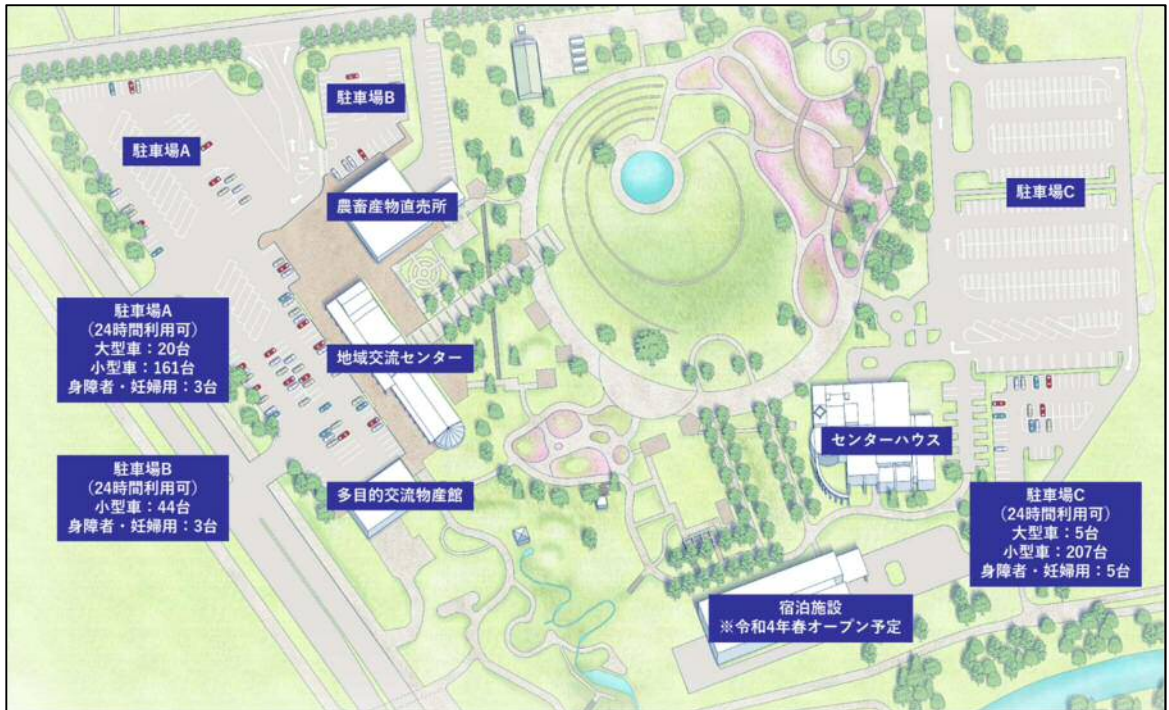 駐車場B
駐車場A
農畜産物直売所
駐車場C
駐車場A
（24時間利用可）
大型車：20台
小型車：161台
身障者・妊婦用：3台
地域交流センター
センターハウス
駐車場B
（24時間利用可）
小型車：44台
身障者・妊婦用：3台
多目的交流物産館
駐車場C
（24時間利用可）
大型車：5台
小型車：207台
身障者・妊婦用：5台
宿泊施設
※令和4年春オープン予定